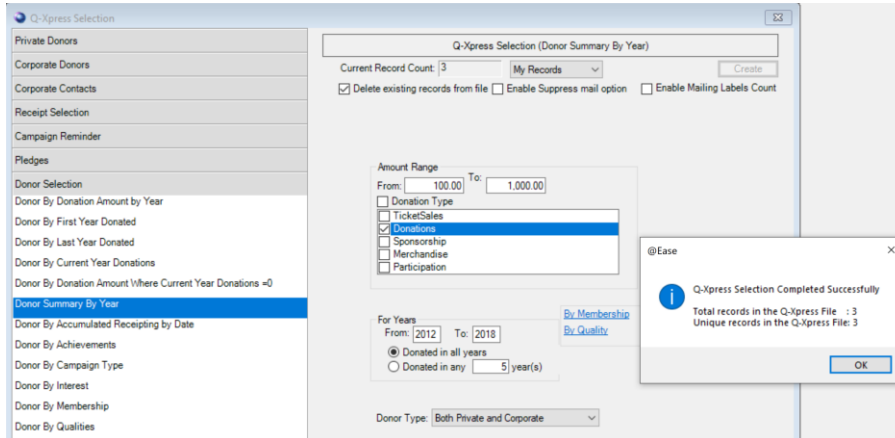 Q-Xpress Selection
Private Donors
Corporate Donors
Corporate Contacts
Receipt Selection
Campaign Reminder
Pledges
Donor Selection
Donor By Donation Amount by Year
Donor By First Year Donated
Donor By Last Year Donated
Donor By Current Year Donations
Donor By Donation Amount Where Current Year Donations =0
Donor Summary By Year
Donor By Accumulated Receipting by Date
Donor By Achievements
Donor By Campaign Type
Donor By Interest
Donor By Membership
Donor By Qualities
Q-Xpress Selection (Donor Summary By Year)
Current Record Count: 3 My Records Create
Delete existing records from file Enable Suppress mail option Enable Mailing Labels Count
Amount Range
From: 100.00 To: 1,000.00
Donation Type
TicketSales
Donations
Sponsorship
Merchandise
Participation
For Years
From: 2012 To: 2018
Donated in all years
Donated in any 5 year(s)
By Membership
By Quality
Donor Type: Both Private and Corporate
@Ease
Q-Xpress Selection Completed Successfully
Total records in the Q-Xpress File : 3
Unique records in the Q-Xpress File: 3
OK